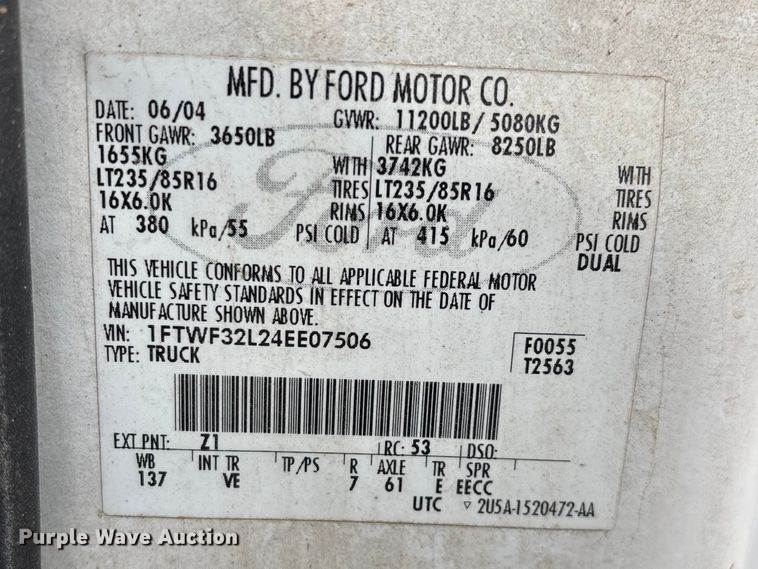 MFD. BY FORD MOTOR CO.
DATE: 06/04 GVWR: 11200LB/ 5080KG
FRONT GAWR: 3650LB REAR GAWR: 8250LB
1655KG WITH 3742KG WITH
LT235/85R16 TIRES LT235/85R16 TIRES
16X6.0K RIMS 16X6.0K RIMS
AT 380 kPa/55 PSI COLD AT 415 kPa/60 PSI COLD
DUAL
Ford
THIS VEHICLE CONFORMS TO ALL APPLICABLE FEDERAL MOTOR
VEHICLE SAFETY STANDARDS IN EFFECT ON THE DATE OF
MANUFACTURE SHOWN ABOVE.
VIN: 1FTWF32L24EE07506 F0055
TYPE: TRUCK T2563
EXT PNT: Z1 RC: 53 DSO:
WB INT TR TP/PS R AXLE TR SPR
137 VE 7 61 E EECC
UTC ▽ 2U5A-1520472-AA
Purple Wave Auction